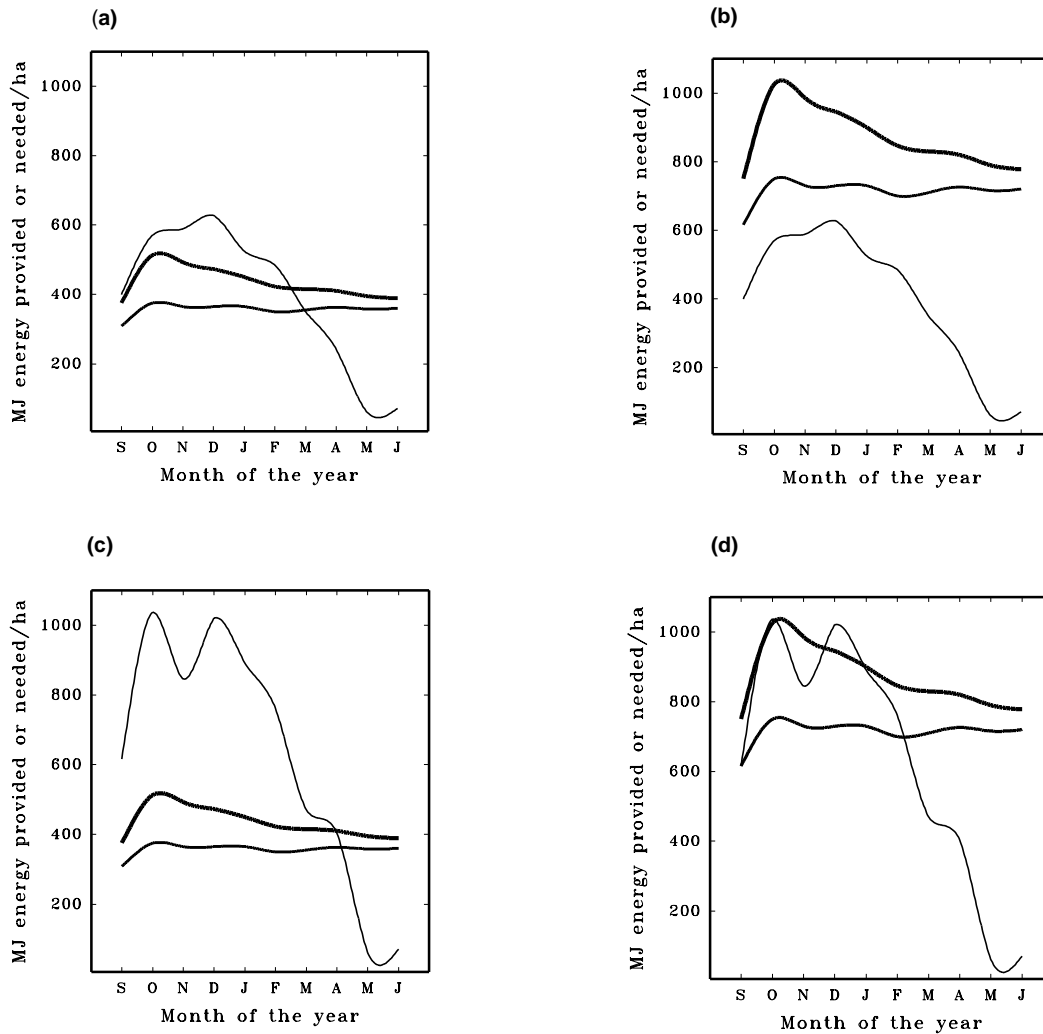 (a)
MJ energy provided or needed/ha
1000
800
600
400
200
S O N D J F M A M J
Month of the year
(b)
MJ energy provided or needed/ha
1000
800
600
400
200
S O N D J F M A M J
Month of the year
(c)
MJ energy provided or needed/ha
1000
800
600
400
200
S O N D J F M A M J
Month of the year
(d)
MJ energy provided or needed/ha
1000
800
600
400
200
S O N D J F M A M J
Month of the year